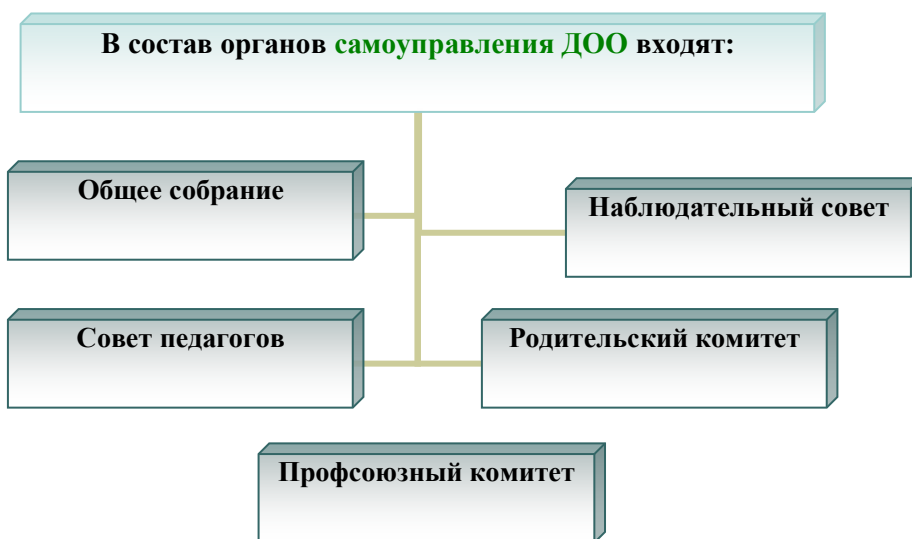 В состав органов самоуправления ДОО входят:
Общее собрание
Наблюдательный совет
Совет педагогов
Родительский комитет
Профсоюзный комитет